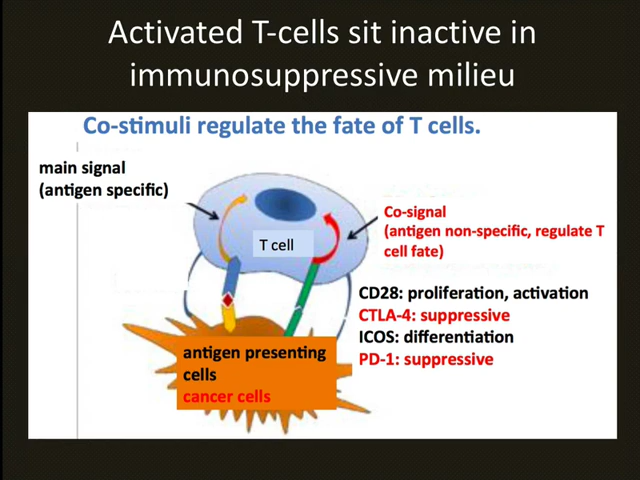 Activated T-cells sit inactive in
immunosuppressive milieu
Co-stimuli regulate the fate of T cells.
main signal
(antigen specific)
Co-signal
(antigen non-specific, regulate T
cell fate)
T cell
CD28: proliferation, activation
CTLA-4: suppressive
ICOS: differentiation
PD-1: suppressive
antigen presenting
cells
cancer cells